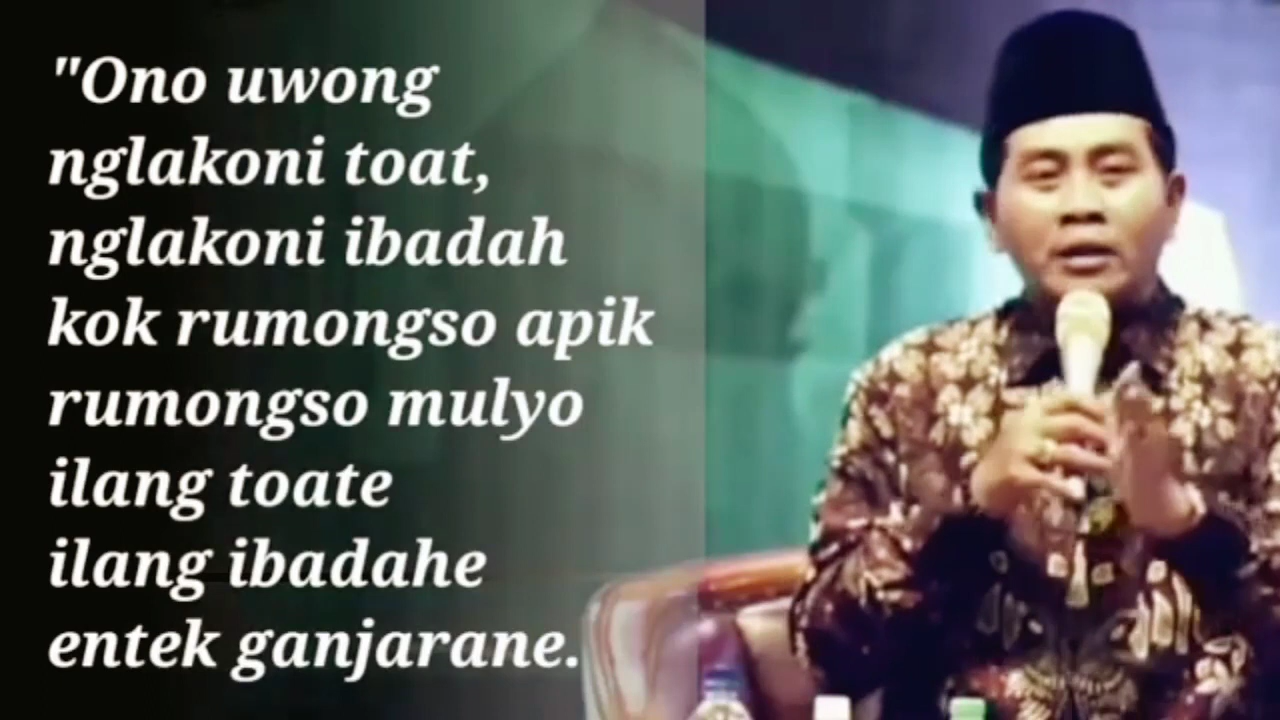 "Ono uwong
nglakoni toat,
nglakoni ibadah
kok rumongso apik
rumongso mulyo
ilang toate
ilang ibadahe
entek ganjarane.